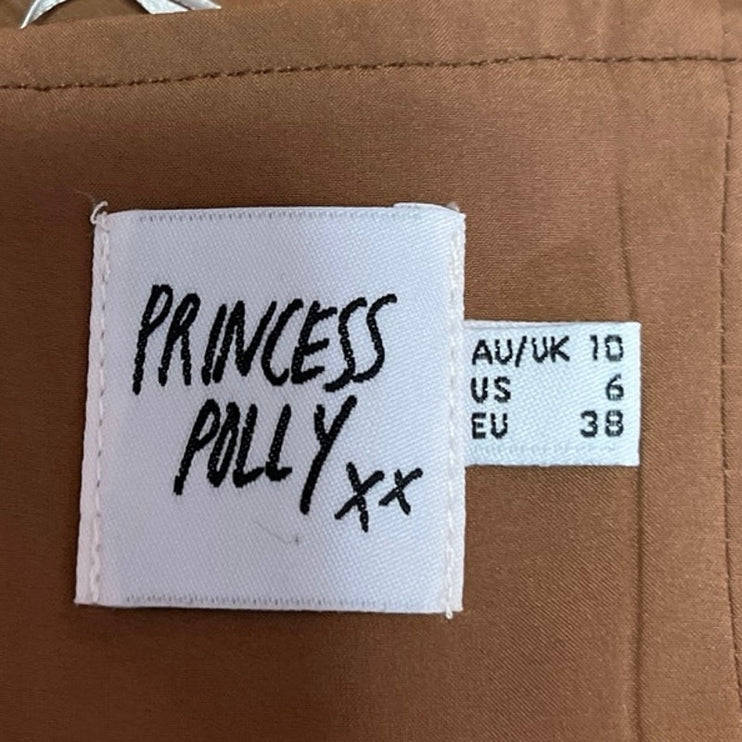 PRINCESS
POLLY xx
AU/UK 10
US 6
EU 38